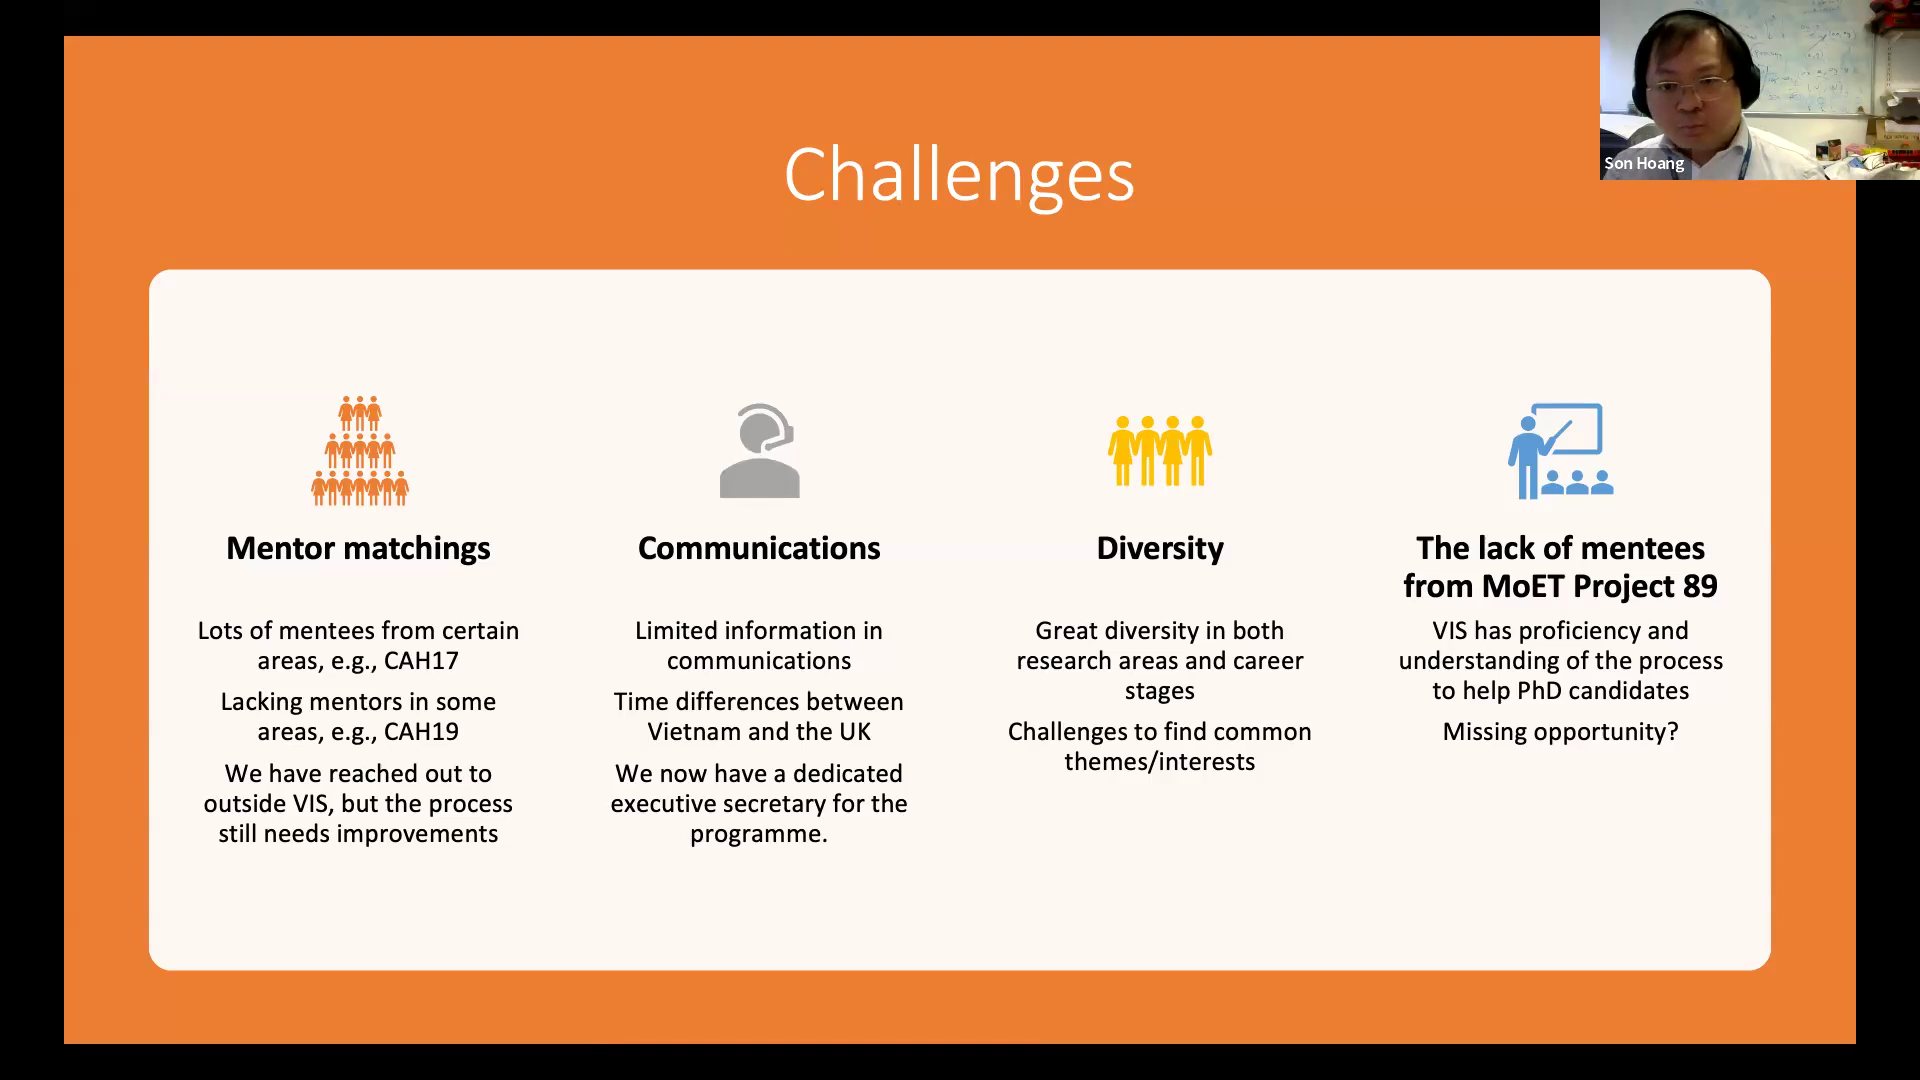 Son Hoang
Challenges
Mentor matchings
Lots of mentees from certain
areas, e.g., CAH17
Lacking mentors in some
areas, e.g., CAH19
We have reached out to
outside VIS, but the process
still needs improvements
Communications
Limited information in
communications
Time differences between
Vietnam and the UK
We now have a dedicated
executive secretary for the
programme.
Diversity
Great diversity in both
research areas and career
stages
Challenges to find common
themes/interests
The lack of mentees
from MoET Project 89
VIS has proficiency and
understanding of the process
to help PhD candidates
Missing opportunity?